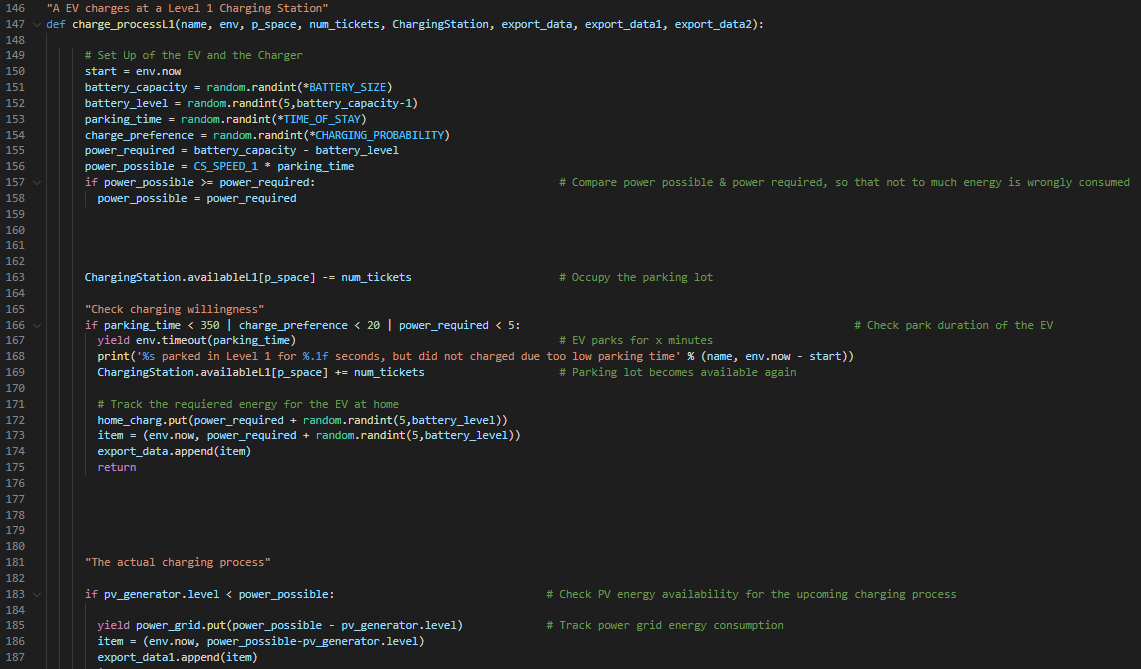 146 "A EV charges at a Level 1 Charging Station"
147 def charge_processL1(name, env, p_space, num_tickets, ChargingStation, export_data, export_data1, export_data2):
148
149 # Set Up of the EV and the Charger
150 start = env.now
151 battery_capacity = random.randint(*BATTERY_SIZE)
152 battery_level = random.randint(5,battery_capacity-1)
153 parking_time = random.randint(*TIME_OF_STAY)
154 charge_preference = random.randint(*CHARGING_PROBABILITY)
155 power_required = battery_capacity - battery_level
156 power_possible = CS_SPEED_1 * parking_time
157 if power_possible >= power_required: # Compare power possible & power required, so that not to much energy is wrongly consumed
158 power_possible = power_required
159
160
161
162
163 ChargingStation.availableL1[p_space] -= num_tickets # Occupy the parking lot
164
165 "Check charging willingness"
166 if parking_time < 350 | charge_preference < 20 | power_required < 5: # Check park duration of the EV
167 yield env.timeout(parking_time) # EV parks for x minutes
168 print('%s parked in Level 1 for %.1f seconds, but did not charged due too low parking time' % (name, env.now - start))
169 ChargingStation.availableL1[p_space] += num_tickets # Parking lot becomes available again
170
171 # Track the requiered energy for the EV at home
172 home_charg.put(power_required + random.randint(5,battery_level))
173 item = (env.now, power_required + random.randint(5,battery_level))
174 export_data.append(item)
175 return
176
177
178
179
180
181 "The actual charging process"
182
183 if pv_generator.level < power_possible: # Check PV energy availability for the upcoming charging process
184
185 yield power_grid.put(power_possible - pv_generator.level) # Track power grid energy consumption
186 item = (env.now, power_possible-pv_generator.level)
187 export_data1.append(item)